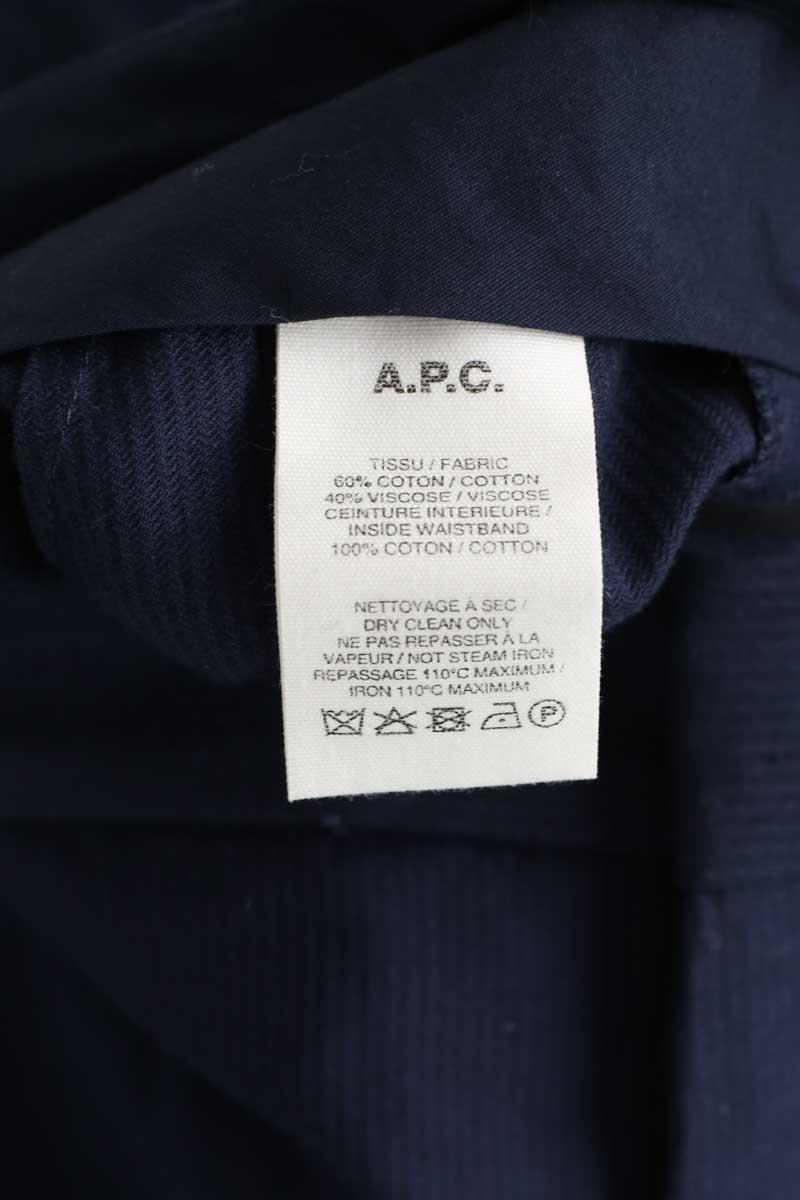 A.P.C.
TISSU / FABRIC
60% COTON / COTTON
40% VISCOSE / VISCOSE
CEINTURE INTERIEURE /
INSIDE WAISTBAND
100% COTON / COTTON
NETTOYAGE À SEC /
DRY CLEAN ONLY
NE PAS REPASSER À LA
VAPEUR / NOT STEAM IRON
REPASSAGE 110°C MAXIMUM /
IRON 110°C MAXIMUM
P